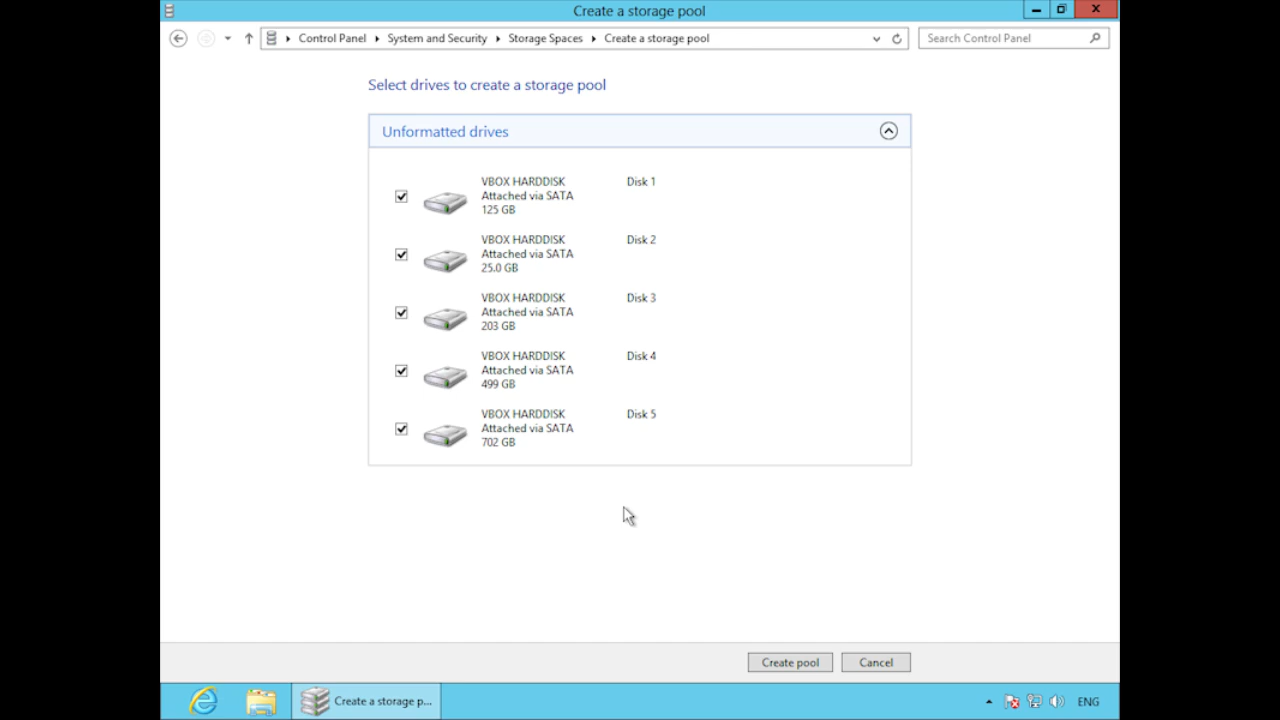 Create a storage pool
Control Panel System and Security Storage Spaces Create a storage pool
Search Control Panel
Select drives to create a storage pool
Unformatted drives
VBOX HARDDISK Disk 1
Attached via SATA
125 GB
VBOX HARDDISK Disk 2
Attached via SATA
25.0 GB
VBOX HARDDISK Disk 3
Attached via SATA
203 GB
VBOX HARDDISK Disk 4
Attached via SATA
499 GB
VBOX HARDDISK Disk 5
Attached via SATA
702 GB
Create pool Cancel
Create a storage p... ENG